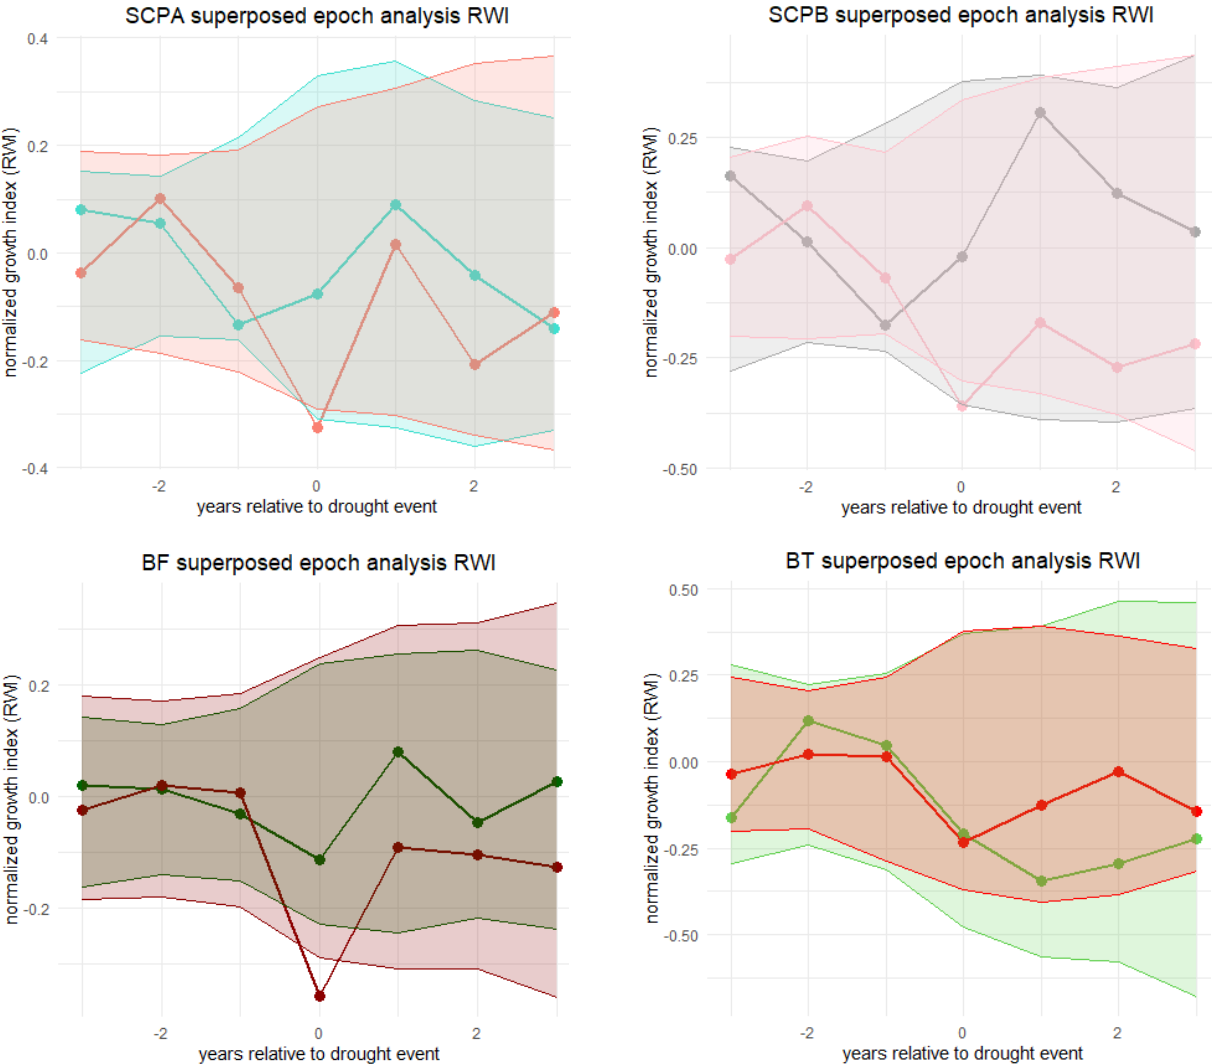 SCPA superposed epoch analysis RWI
normalized growth index (RWI)
0.4
0.2
0.0
-0.2
-0.4
-2
0
2
years relative to drought event
SCPB superposed epoch analysis RWI
normalized growth index (RWI)
0.25
0.00
-0.25
-0.50
-2
0
2
years relative to drought event
BF superposed epoch analysis RWI
normalized growth index (RWI)
0.2
0.0
-0.2
-2
0
2
years relative to drought event
BT superposed epoch analysis RWI
normalized growth index (RWI)
0.50
0.25
0.00
-0.25
-0.50
-2
0
2
years relative to drought event